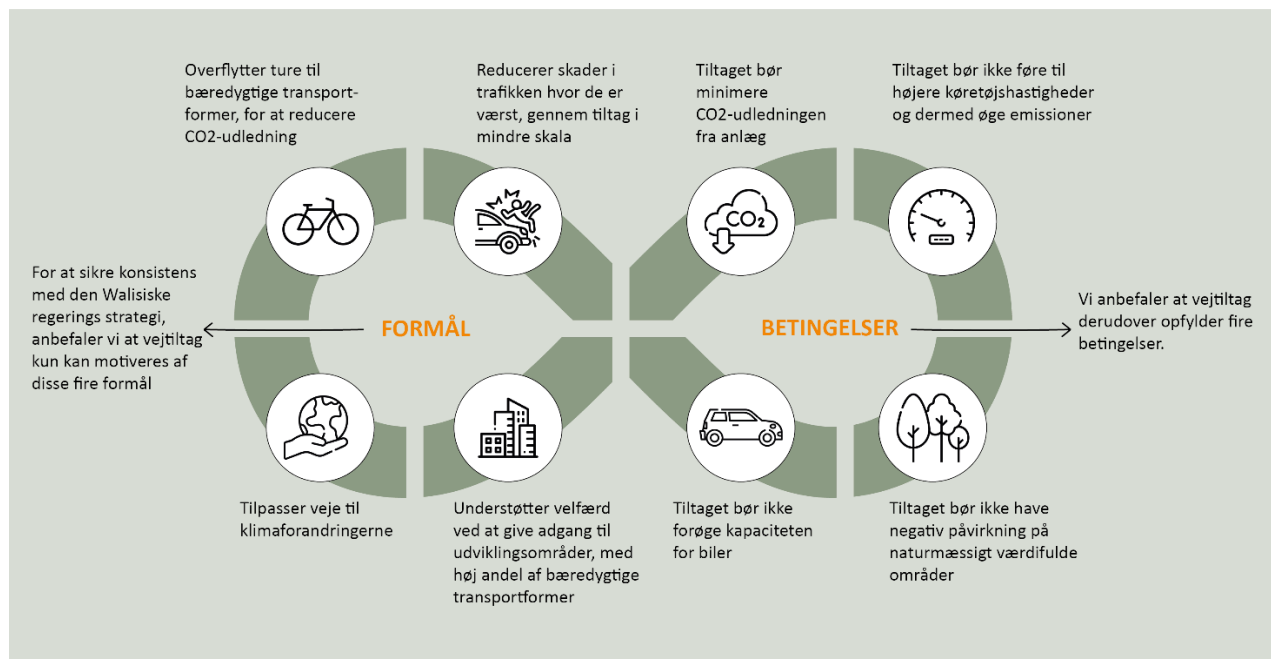 Overflytter ture til
bæredygtige transport-
former, for at reducere
CO2-udledning
Reducerer skader i
trafikken hvor de er
værst, gennem tiltag i
mindre skala
Tiltaget bør
minimere
CO2-udledningen
fra anlæg
Tiltaget bør ikke føre til
højere køretøjshastigheder
og dermed øge emissioner
CO2
For at sikre konsistens
med den Walisiske
regerings strategi,
anbefaler vi at vejtiltag
kun kan motiveres af
disse fire formål
FORMÅL
BETINGELSER
Vi anbefaler at vejtiltag
derudover opfylder fire
betingelser.
Tilpasser veje til
klimaforandringerne
Understøtter velfærd
ved at give adgang til
udviklingsområder, med
høj andel af bæredygtige
transportformer
Tiltaget bør ikke
forøge kapaciteten
for biler
Tiltaget bør ikke have
negativ påvirkning på
naturmæssigt værdifulde
områder